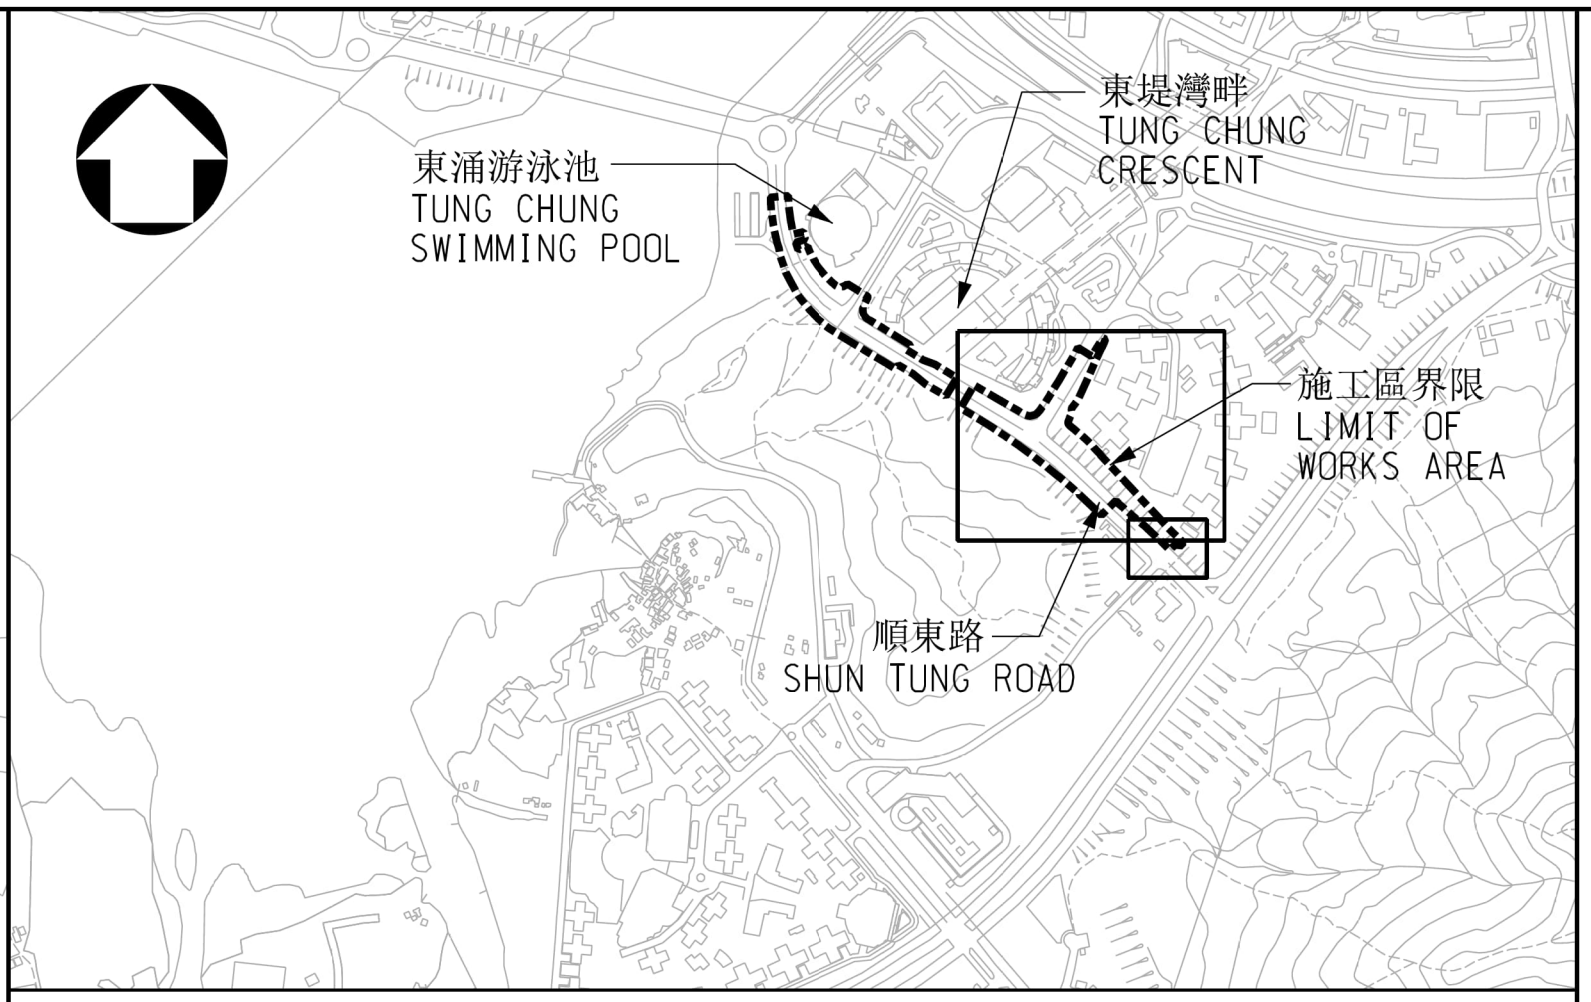 東堤灣畔
TUNG CHUNG
CRESCENT
東涌游泳池
TUNG CHUNG
SWIMMING POOL
施工區界限
LIMIT OF
WORKS AREA
順東路
SHUN TUNG ROAD